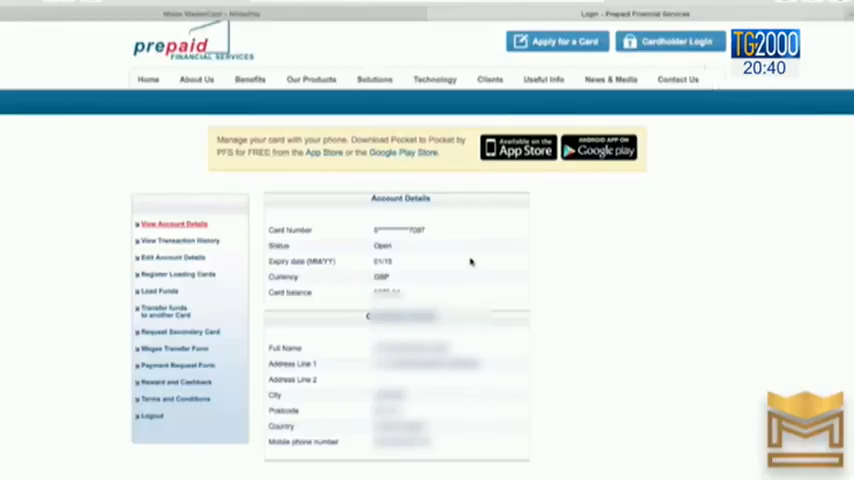 Login - Prepaid Financial Services
prepaid
FINANCIAL SERVICES
Apply for a Card
Cardholder Login
TG2000
20:40
Home
About Us
Benefits
Our Products
Solutions
Technology
Clients
Useful Info
News & Media
Contact Us
Manage your card with your phone. Download Pocket to Pocket by
PFS for FREE from the App Store or the Google Play Store.
Available on the
App Store
ANDROID APP ON
Google play
View Account Details
View Transaction History
Edit Account Details
Register Loading Cards
Load Funds
Transfer funds
to another Card
Request Secondary Card
Wages Transfer Form
Payment Request Form
Reward and Cashback
Terms and Conditions
Logout
Account Details
Card Number
Status Open
Expiry date (MM/YY) 01/15
Currency GBP
Card balance
Full Name
Address Line 1
Address Line 2
City
Postcode
Country
Mobile phone number